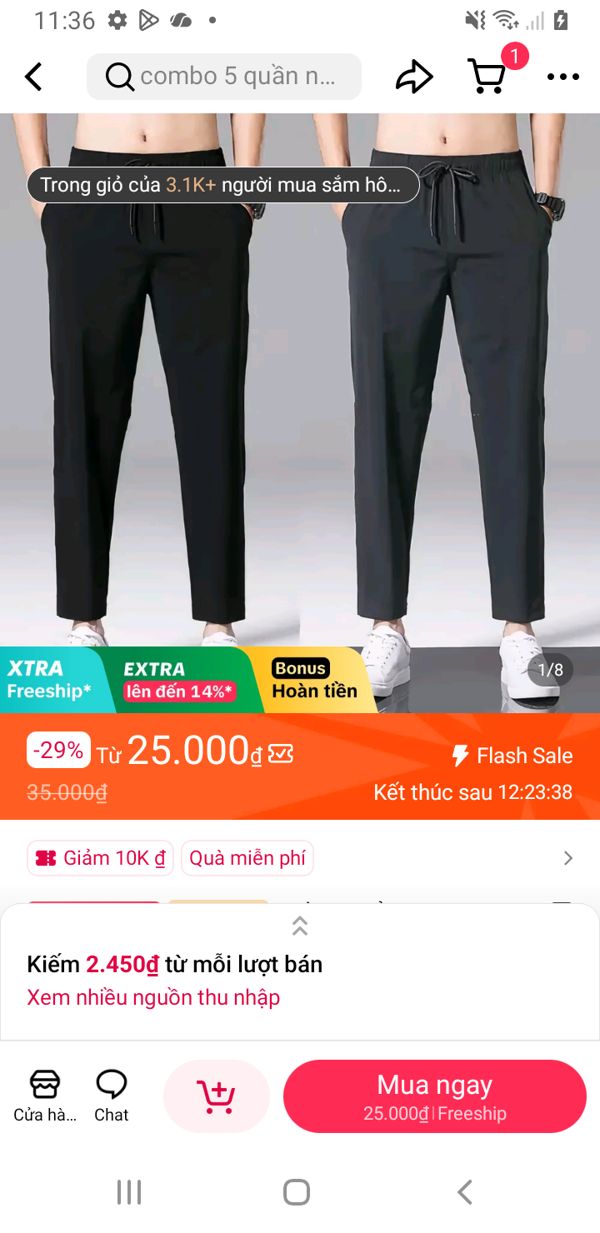 11:36
combo 5 quần n...
1
Trong giỏ của 3.1K+ người mua sắm hô...
XTRA
Freeship*
EXTRA
lên đến 14%*
Bonus
Hoàn tiền
1/8
-29% Từ 25.000₫
Flash Sale
35.000₫
Kết thúc sau 12:23:38
Giảm 10K ₫
Quà miễn phí
Kiếm 2.450₫ từ mỗi lượt bán
Xem nhiều nguồn thu nhập
Cửa hà...
Chat
Mua ngay
25.000₫ | Freeship